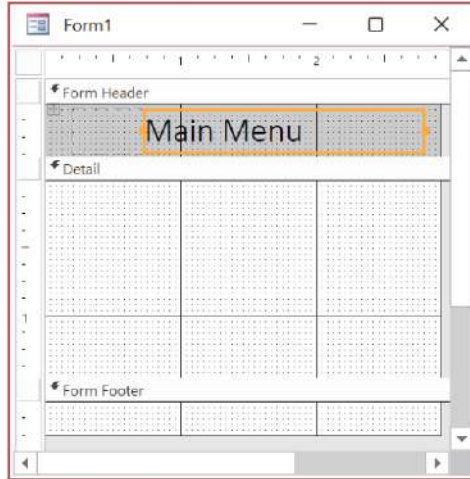 Form1
1 2
Form Header
Main Menu
Detail
1
Form Footer